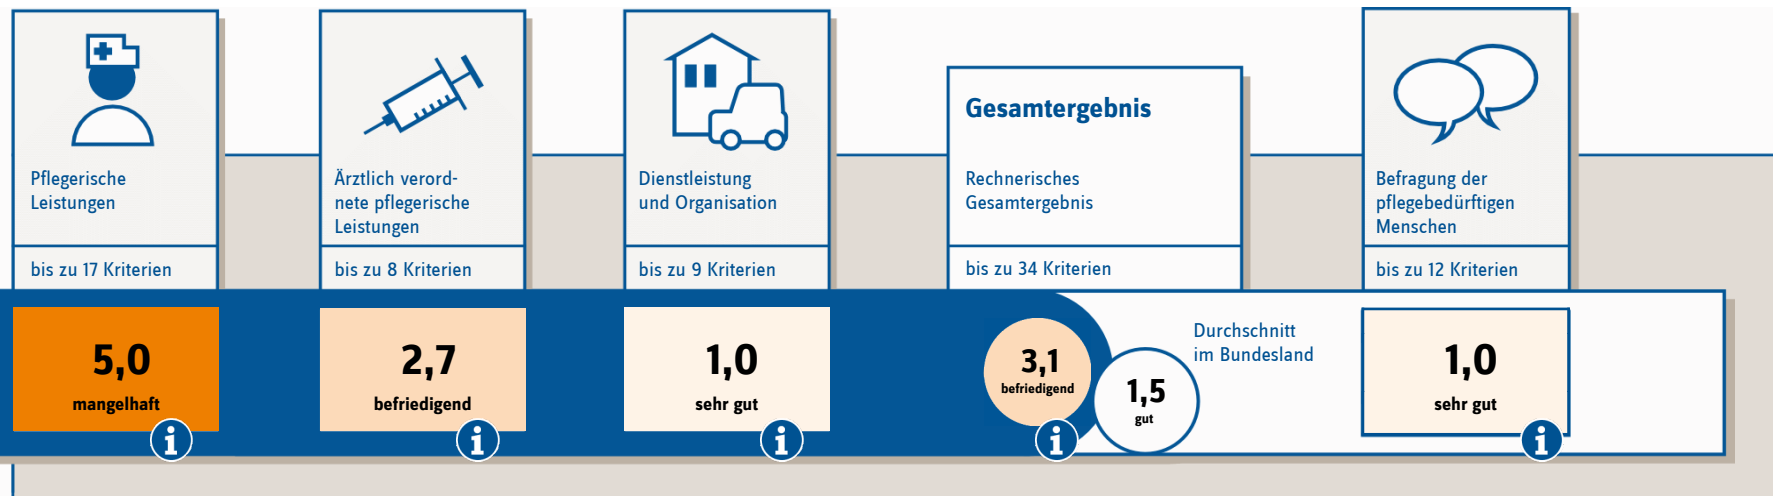 Pflegerische
Leistungen
bis zu 17 Kriterien
5,0
mangelhaft
i
Ärztlich verord-
nete pflegerische
Leistungen
bis zu 8 Kriterien
2,7
befriedigend
i
Dienstleistung
und Organisation
bis zu 9 Kriterien
1,0
sehr gut
i
Gesamtergebnis
Rechnerisches
Gesamtergebnis
bis zu 34 Kriterien
3,1
befriedigend
i
1,5
gut
Durchschnitt
im Bundesland
Befragung der
pflegebedürftigen
Menschen
bis zu 12 Kriterien
1,0
sehr gut
i